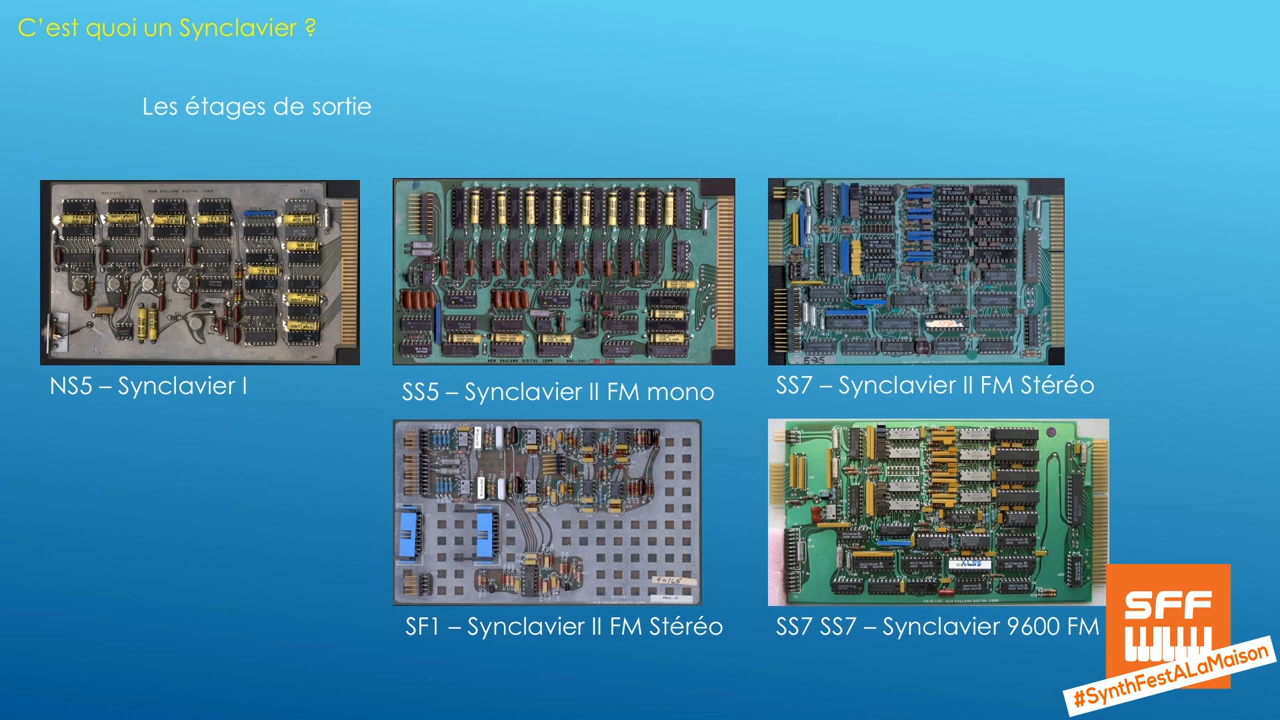 C’est quoi un Synclavier ?
Les étages de sortie
NS5 – Synclavier I
SS5 – Synclavier II FM mono
SS7 – Synclavier II FM Stéréo
SF1 – Synclavier II FM Stéréo
SS7 SS7 – Synclavier 9600 FM
SFF
#SynthFestALaMaison